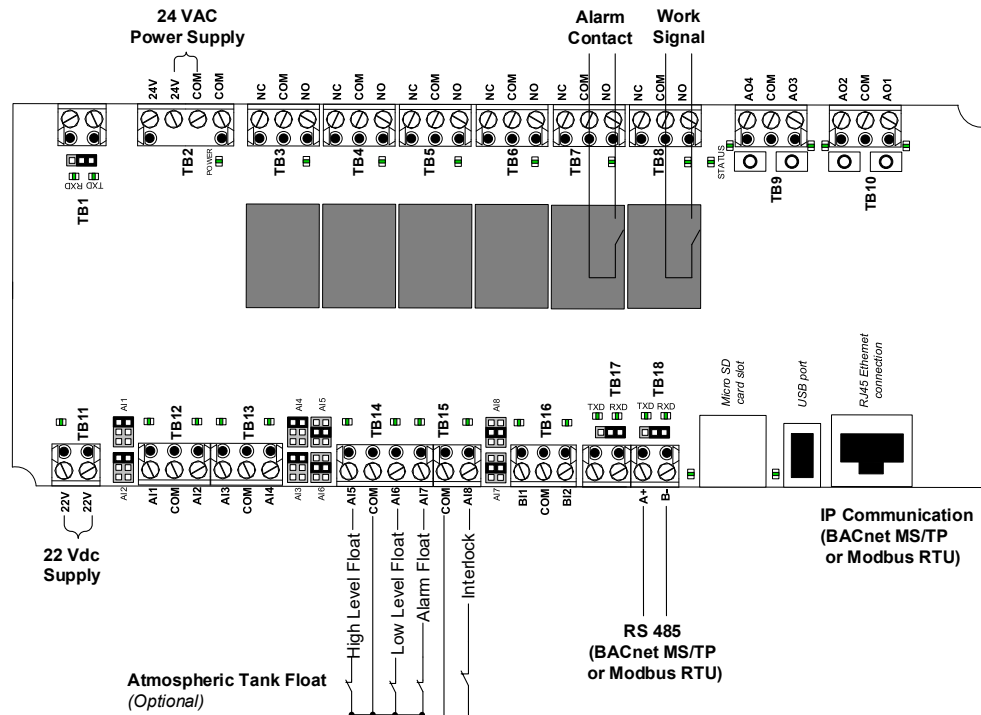 24 VAC
Power Supply
Alarm
Contact
Work
Signal
24V
24V
COM
COM
NC
COM
NO
NC
COM
NO
NC
COM
NO
NC
COM
NO
NC
COM
NO
NC
COM
NO
AO4
COM
AO3
AO2
COM
AO1
TB1
RXD
TXD
TB2
POWER
TB3
TB4
TB5
TB6
TB7
TB8
STATUS
TB9
TB10
TB11
AI1
AI2
TB12
TB13
AI4
AI5
AI3
AI6
TB14
TB15
AI8
AI7
TB16
TB17
TXD RXD
TB18
TXD RXD
Micro SD
card slot
USB port
RJ45 Ethernet
connection
22V
22V
AI1
COM
AI2
AI3
COM
AI4
AI5
COM
AI6
AI7
COM
AI8
BI1
COM
BI2
A+
B-
22 Vdc
Supply
High Level Float
Low Level Float
Alarm Float
Interlock
IP Communication
(BACnet MS/TP
or Modbus RTU)
RS 485
(BACnet MS/TP
or Modbus RTU)
Atmospheric Tank Float
(Optional)